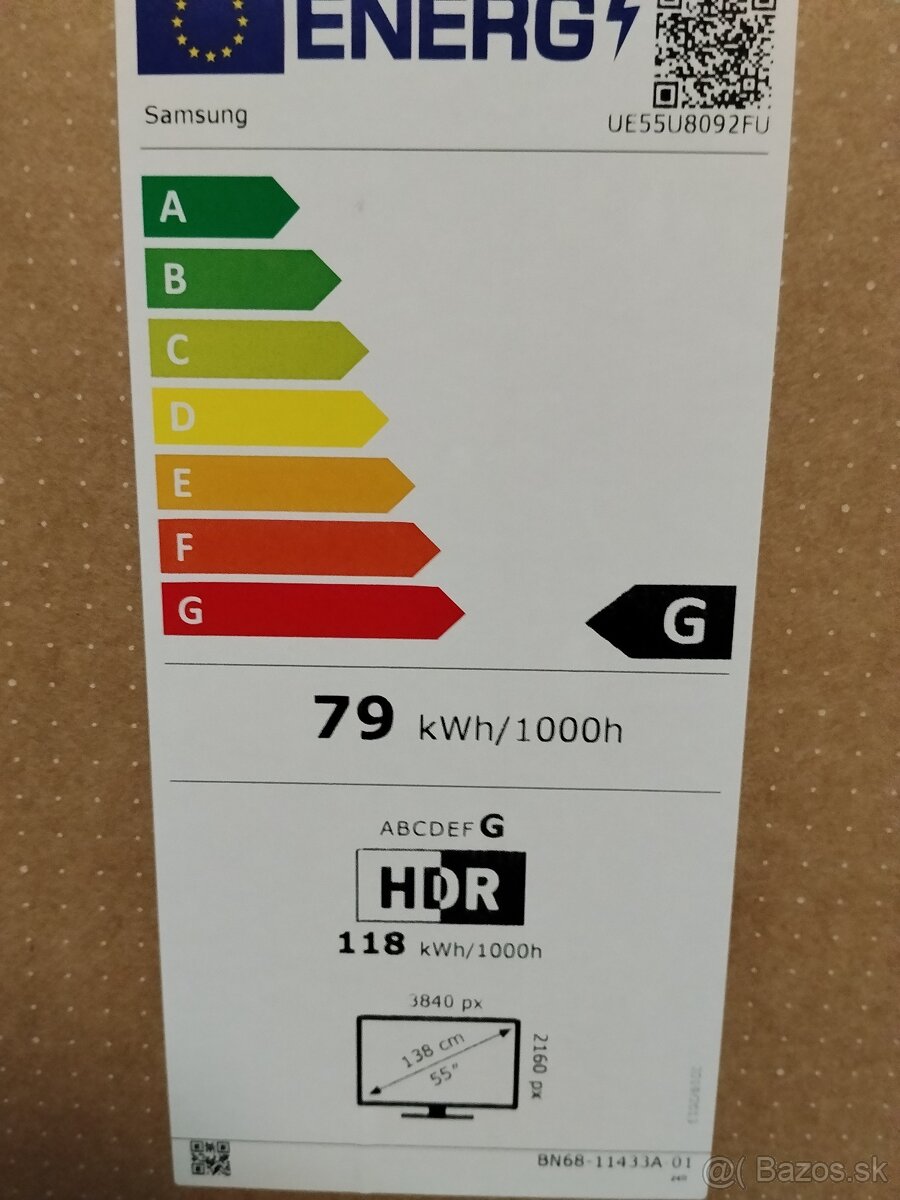 ENERG
Samsung
UE55U8092FU
A
B
C
D
E
F
G
G
79 kWh/1000h
ABCDEFG
HDR
118 kWh/1000h
3840 px
138 cm
55"
2160 px
BN68-11433A-01
@( Bazos.sk